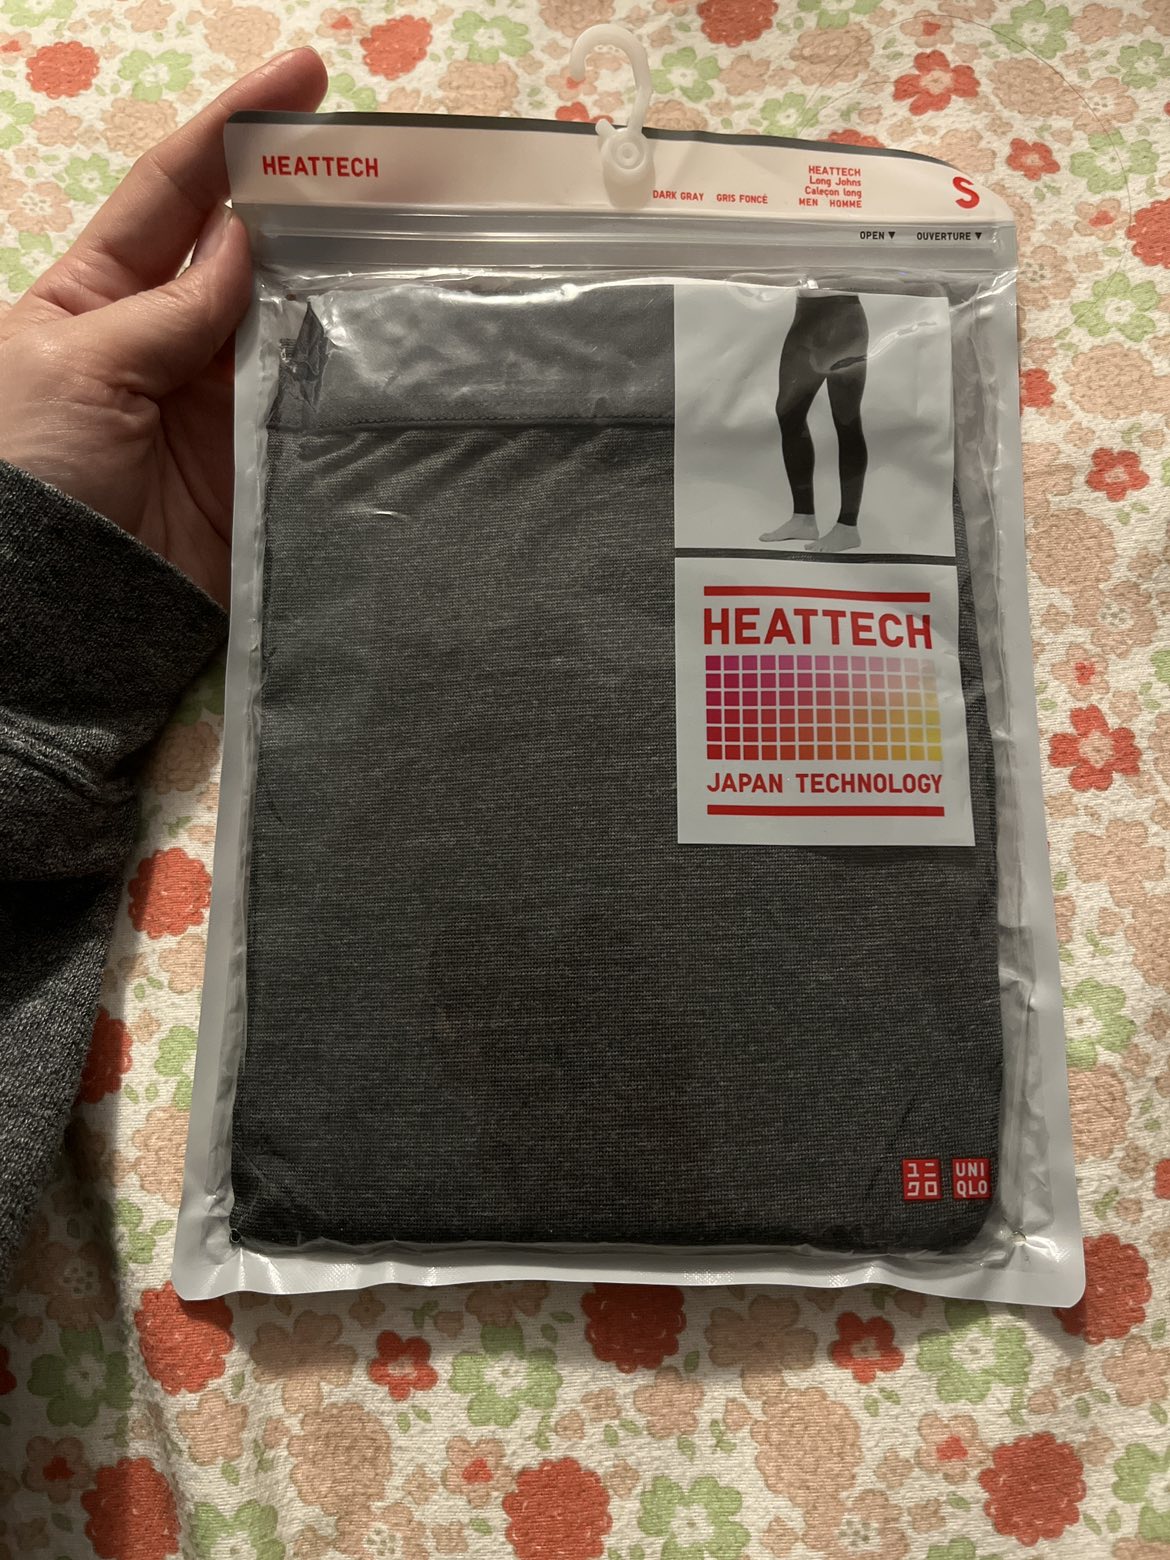 HEATTECH
DARK GRAY GRIS FONCÉ
HEATTECH
Long Johns
Caleçon long
MEN HOMME
S
OPEN ▼ OUVERTURE ▼
HEATTECH
JAPAN TECHNOLOGY
ユニ
クロ
UNI
QLO